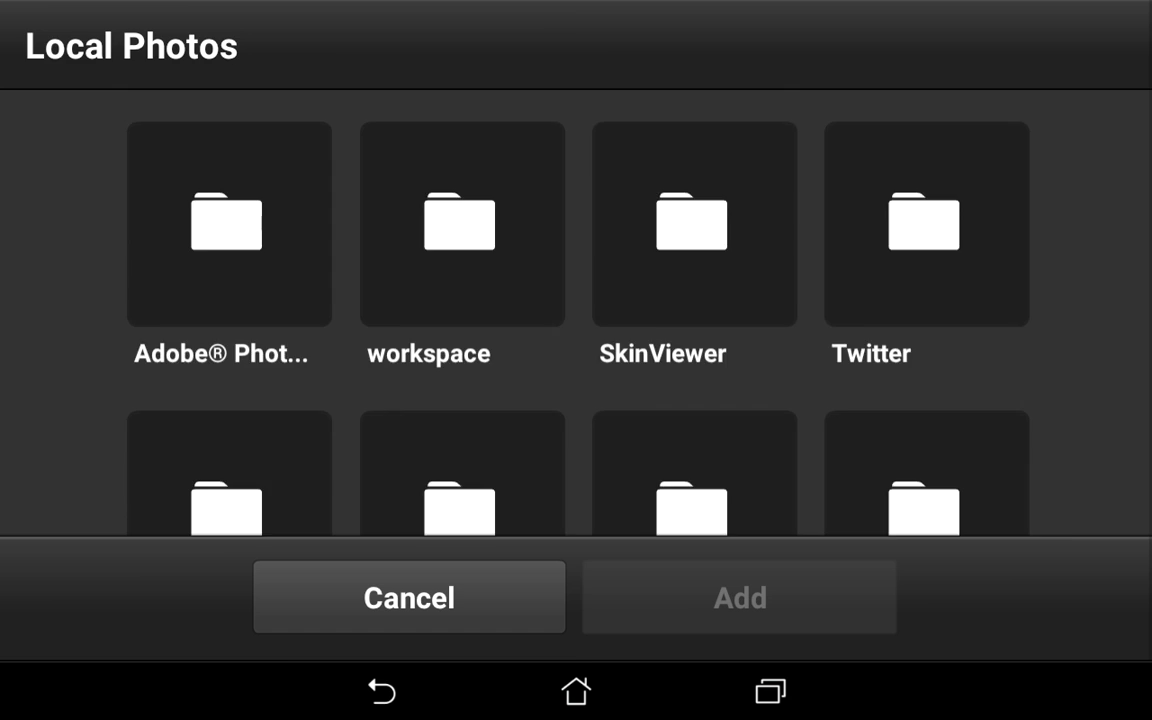 Local Photos
Adobe® Phot...
workspace
SkinViewer
Twitter
Cancel
Add